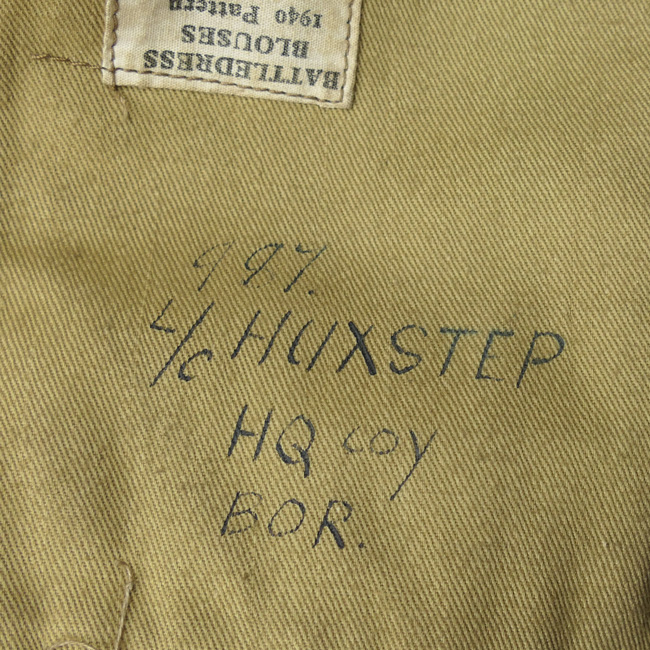 BATTLEDRESS
BLOUSES
1940 Pattern
997.
L/C HUXSTEP
HQ coy
BOR.